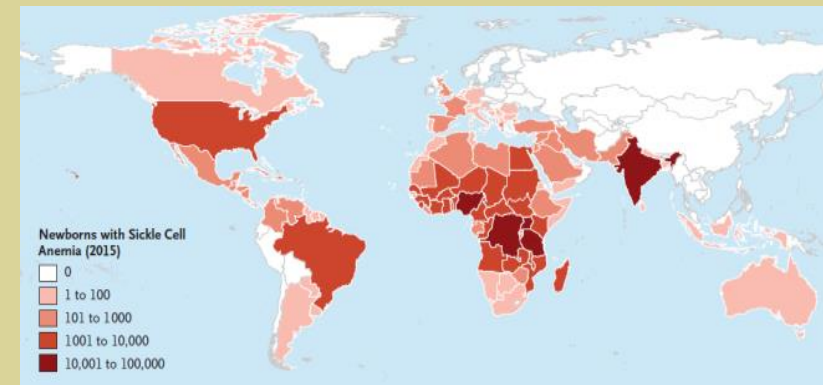 Newborns with Sickle Cell
Anemia (2015)
0
1 to 100
101 to 1000
1001 to 10,000
10,001 to 100,000